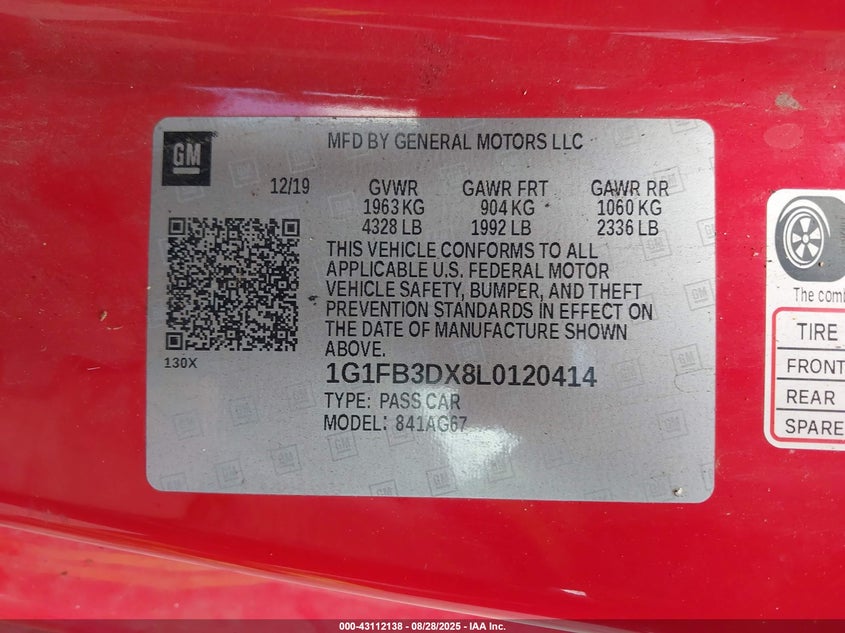 GM
MFD BY GENERAL MOTORS LLC
12/19 GVWR GAWR FRT GAWR RR
1963 KG 904 KG 1060 KG
4328 LB 1992 LB 2336 LB
THIS VEHICLE CONFORMS TO ALL
APPLICABLE U.S. FEDERAL MOTOR
VEHICLE SAFETY, BUMPER, AND THEFT
PREVENTION STANDARDS IN EFFECT ON
THE DATE OF MANUFACTURE SHOWN
ABOVE.
130X
1G1FB3DX8L0120414
TYPE: PASS CAR
MODEL: 841AG67
The comb
TIRE
FRONT
REAR
SPARE
000-43112138 - 08/28/2025 - IAA Inc.